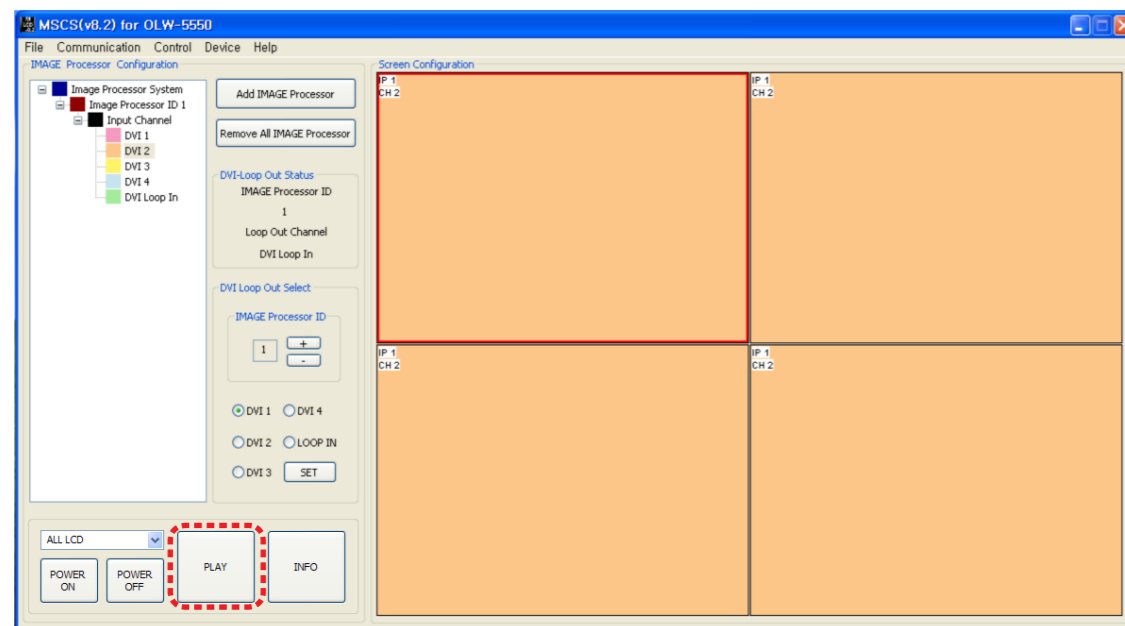 MSCS(v8.2) for OLW-5550
File Communication Control Device Help
IMAGE Processor Configuration
Image Processor System
Image Processor ID 1
Input Channel
DVI 1
DVI 2
DVI 3
DVI 4
DVI Loop In
Add IMAGE Processor
Remove All IMAGE Processor
DVI-Loop Out Status
IMAGE Processor ID
1
Loop Out Channel
DVI Loop In
DVI Loop Out Select
IMAGE Processor ID
1
+
-
DVI 1 DVI 4
DVI 2 LOOP IN
DVI 3 SET
ALL LCD
POWER
ON
POWER
OFF
PLAY
INFO
Screen Configuration
IP 1
CH 2
IP 1
CH 2
IP 1
CH 2
IP 1
CH 2